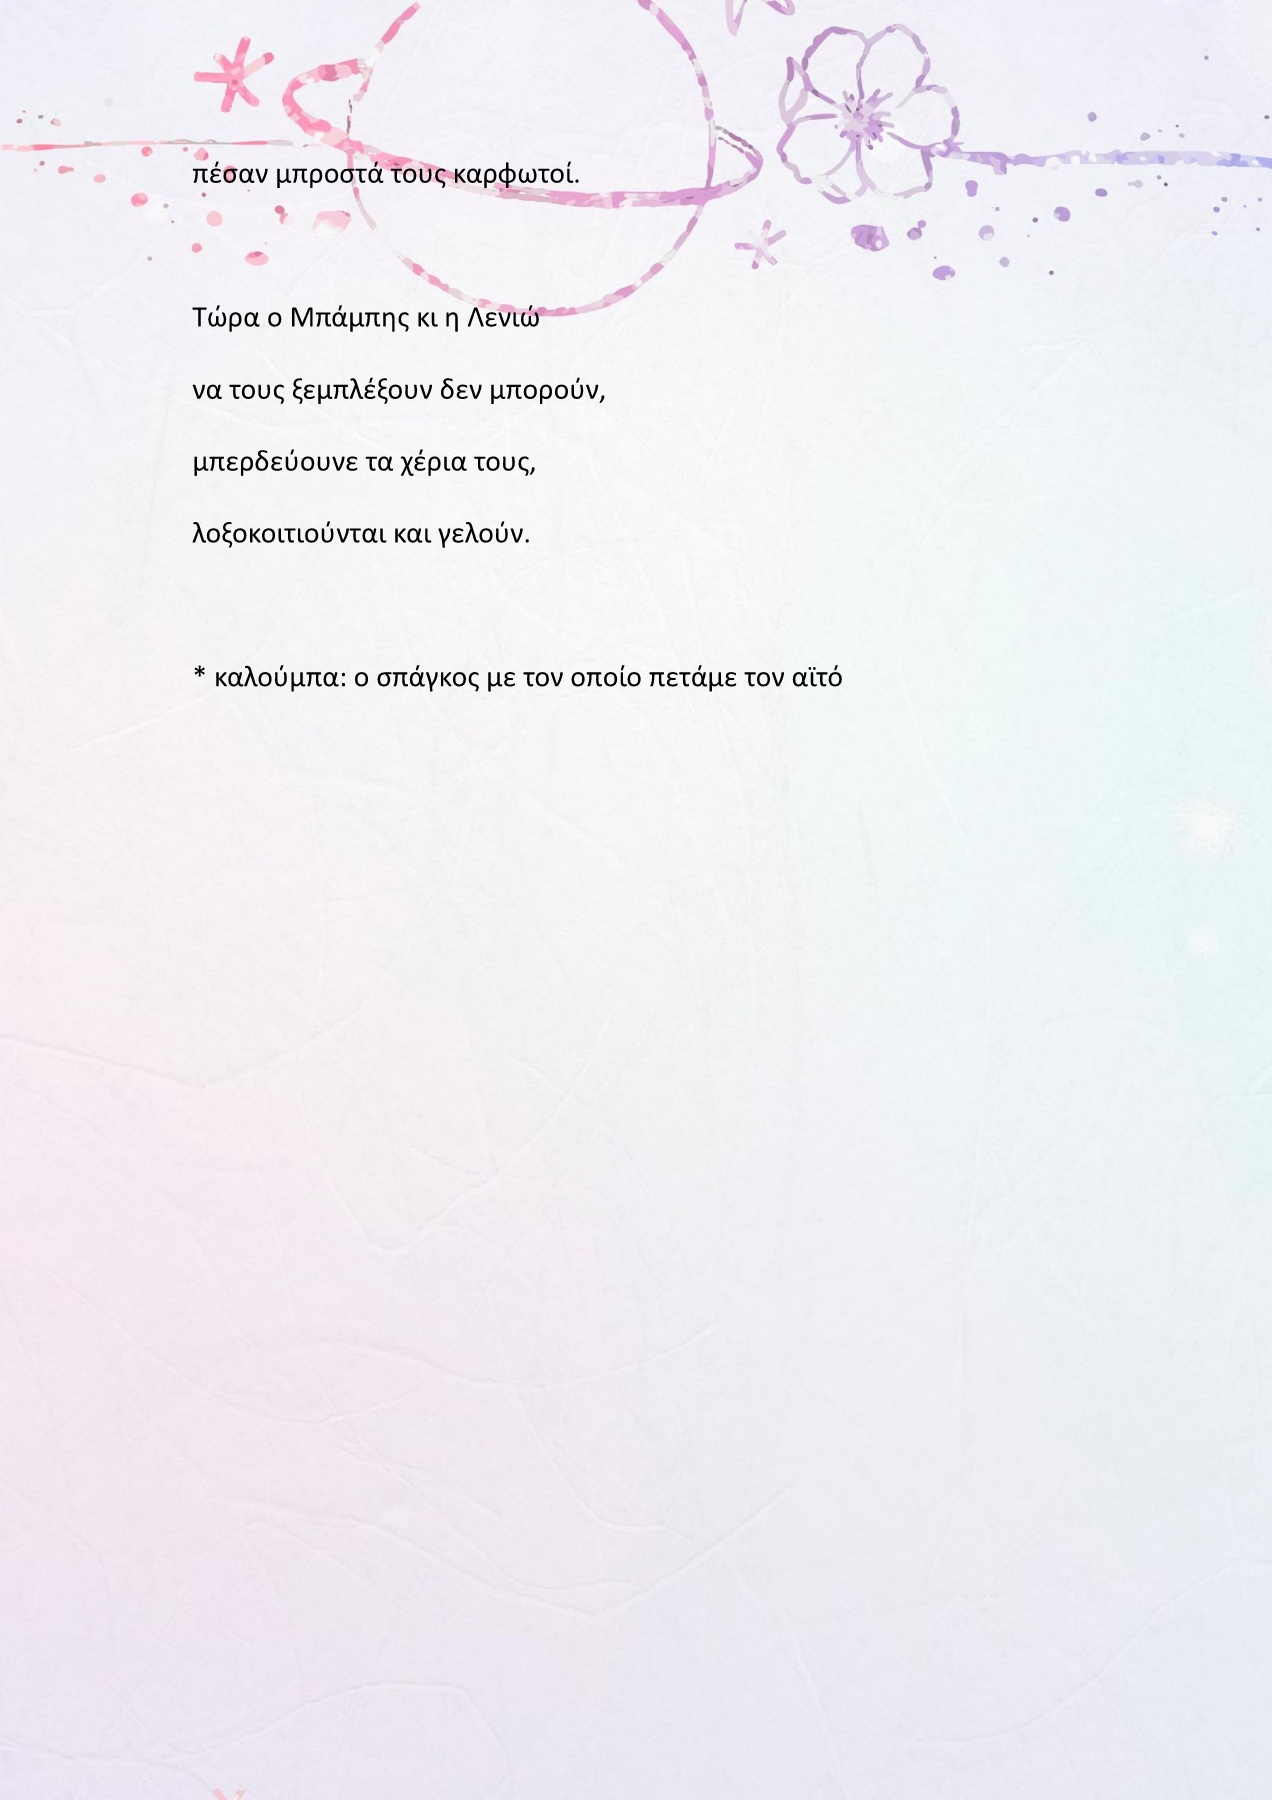 πέσαν μπροστά τους καρφωτοί.
Τώρα ο Μπάμπης κι η Λενιώ
να τους ξεμπλέξουν δεν μπορούν,
μπερδεύουνε τα χέρια τους,
λοξοκοιτιούνται και γελούν.
* καλούμπα: ο σπάγκος με τον οποίο πετάμε τον αϊτό